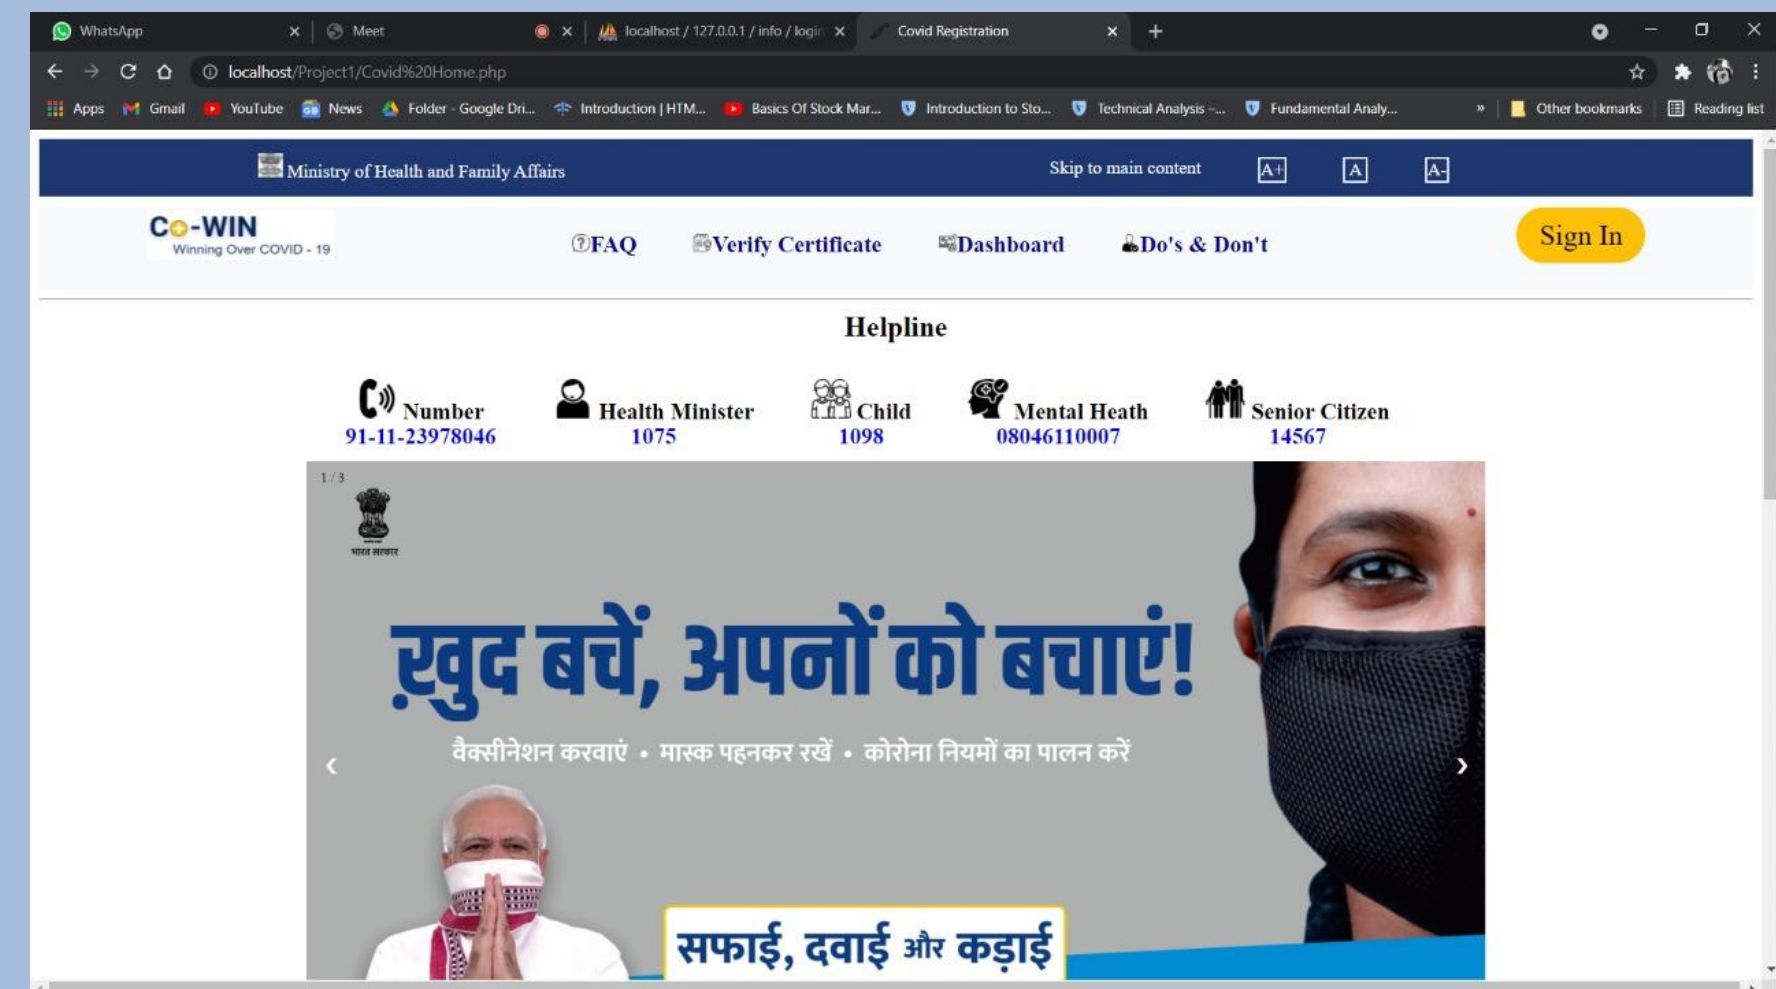 WhatsApp
Meet
localhost / 127.0.0.1 / info / login
Covid Registration
localhost/Project1/Covid%20Home.php
Apps
Gmail
YouTube
News
Folder - Google Dri...
Introduction | HTM...
Basics Of Stock Mar...
Introduction to Sto...
Technical Analysis –...
Fundamental Analy...
»
Other bookmarks
Reading list
Ministry of Health and Family Affairs
Skip to main content
A+
A
A-
Co-WIN
Winning Over COVID - 19
FAQ
Verify Certificate
Dashboard
Do's & Don't
Sign In
Helpline
Number
Health Minister
Child
Mental Heath
Senior Citizen
91-11-23978046
1075
1098
08046110007
14567
1 / 3
भारत सरकार
ख़ुद बचें, अपनों को बचाएं!
वैक्सीनेशन करवाएं • मास्क पहनकर रखें • कोरोना नियमों का पालन करें
सफाई, दवाई और कड़ाई